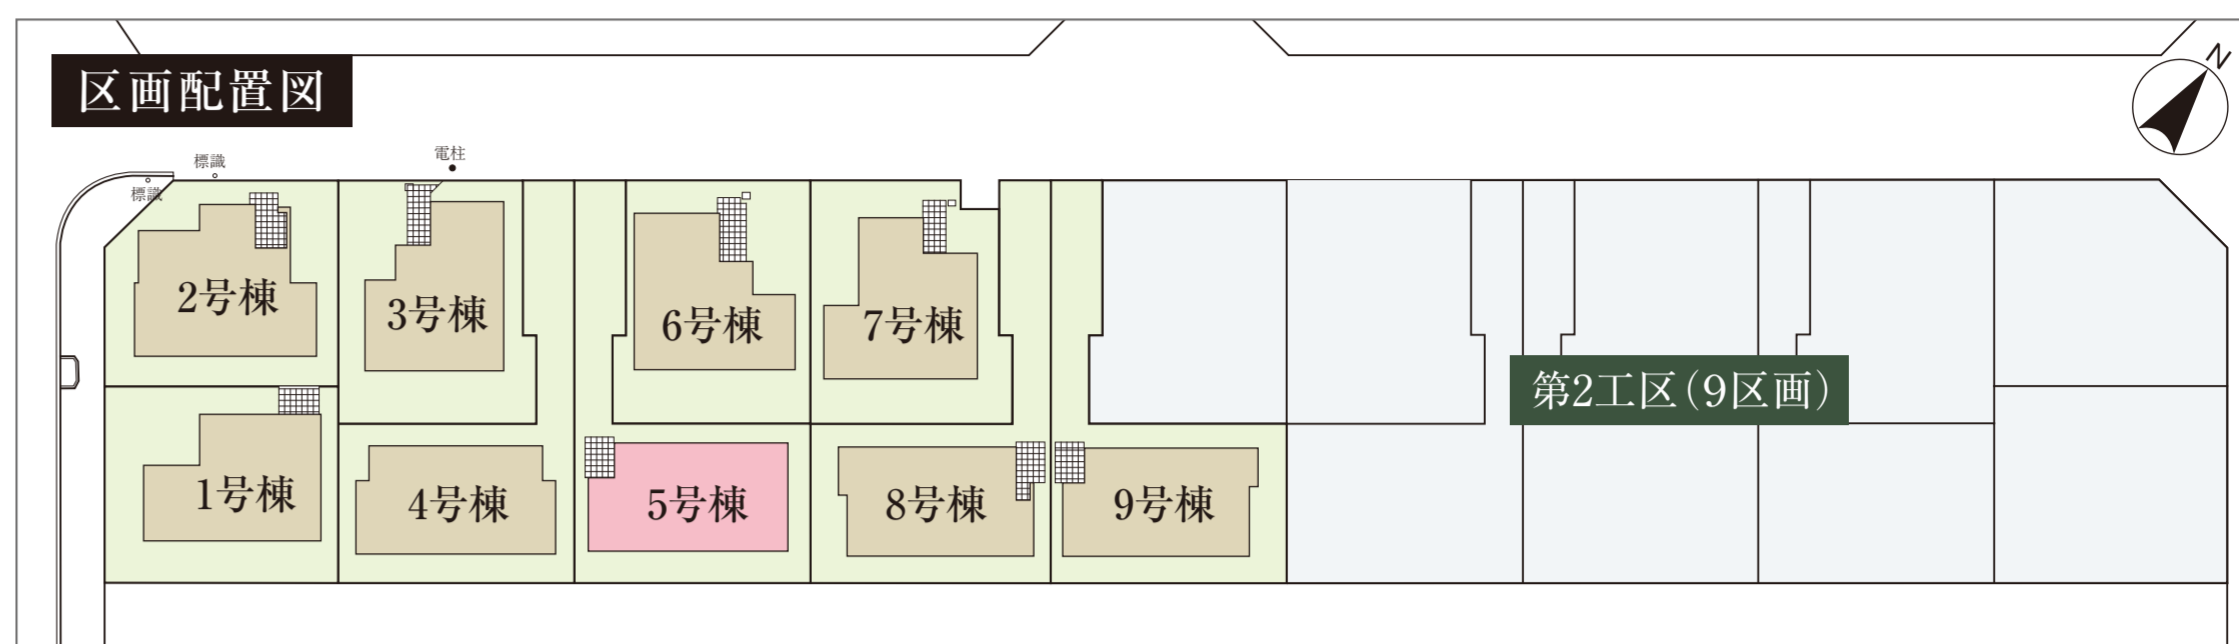 区画配置図
N
標識
標識
電柱
2号棟
3号棟
6号棟
7号棟
第2工区(9区画)
1号棟
4号棟
5号棟
8号棟
9号棟